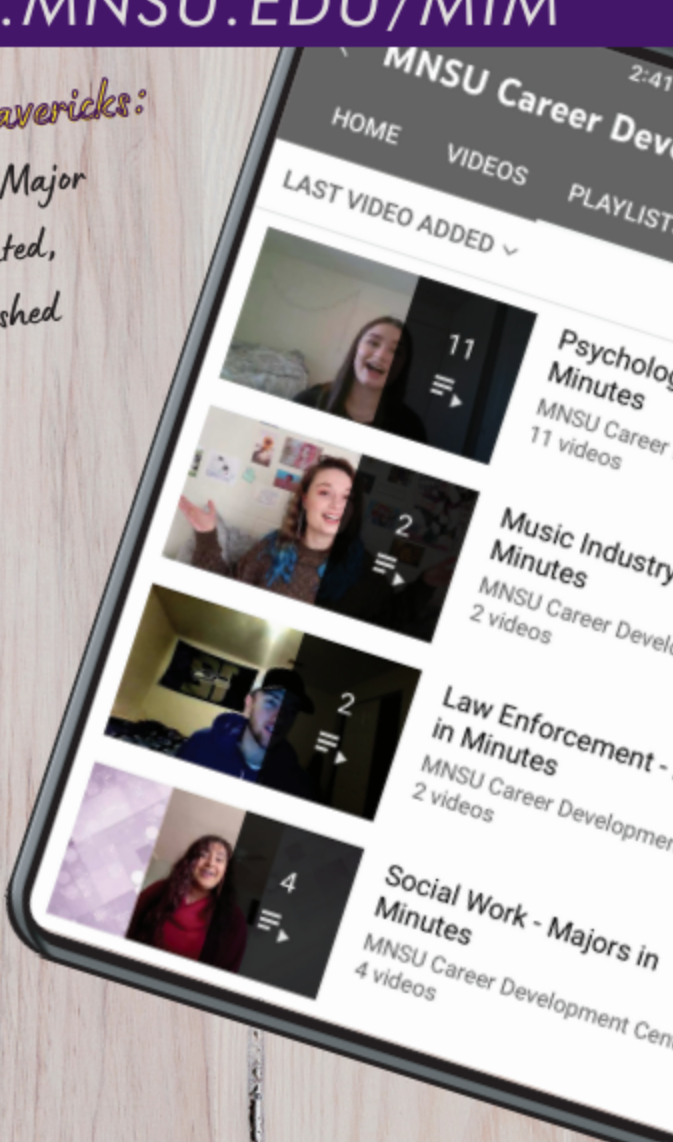 .MNSU.EDU/MIM
avericks:
Major
ted,
shed
2:41
MNSU Career Deve
HOME VIDEOS PLAYLIST
LAST VIDEO ADDED
11
Psycholog
Minutes
MNSU Career
11 videos
2
Music Industry
Minutes
MNSU Career Develo
2 videos
2
Law Enforcement -
in Minutes
MNSU Career Developmen
2 videos
4
Social Work - Majors in
Minutes
MNSU Career Development Cen
4 videos